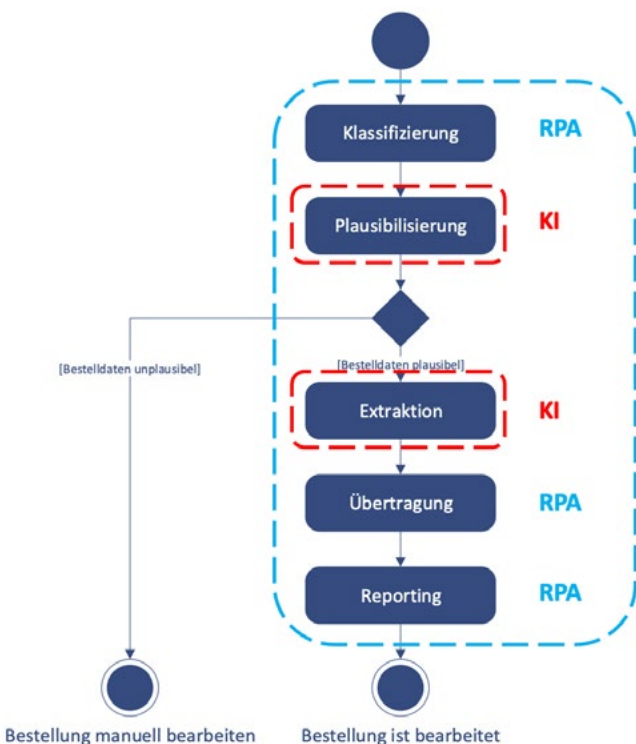 Klassifizierung
RPA
Plausibilisierung
KI
[Bestelldaten unplausibel]
[Bestelldaten plausibel]
Extraktion
KI
Übertragung
RPA
Reporting
RPA
Bestellung manuell bearbeiten
Bestellung ist bearbeitet